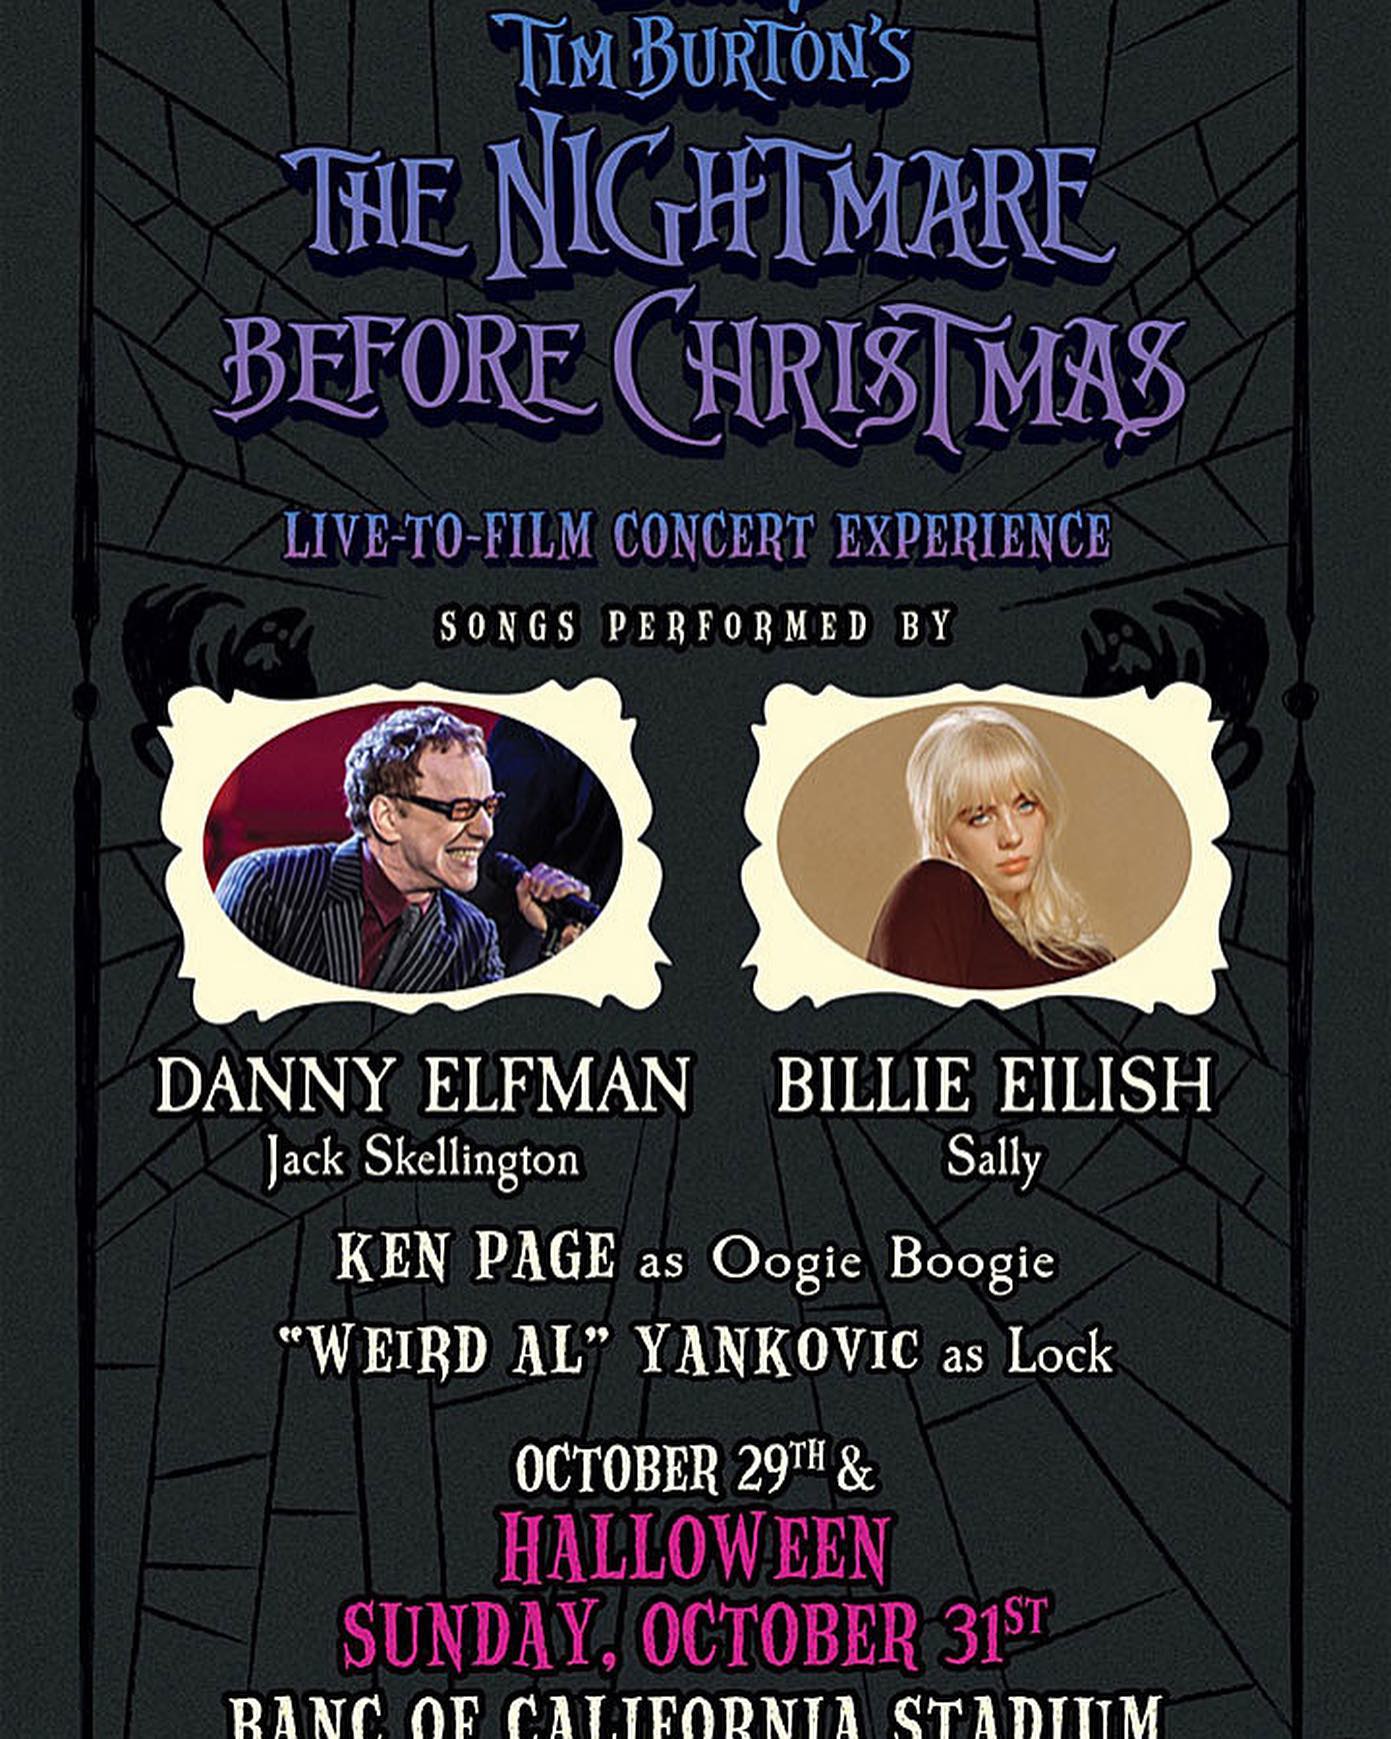 TIM BURTON'S
THE NIGHTMARE
BEFORE CHRISTMAS
LIVE-TO-FILM CONCERT EXPERIENCE
SONGS PERFORMED BY
DANNY ELFMAN
Jack Skellington
BILLIE EILISH
Sally
KEN PAGE as Oogie Boogie
“WEIRD AL” YANKOVIC as Lock
OCTOBER 29TH &
HALLOWEEN
SUNDAY, OCTOBER 31ST
BANC OF CALIFORNIA STADIUM